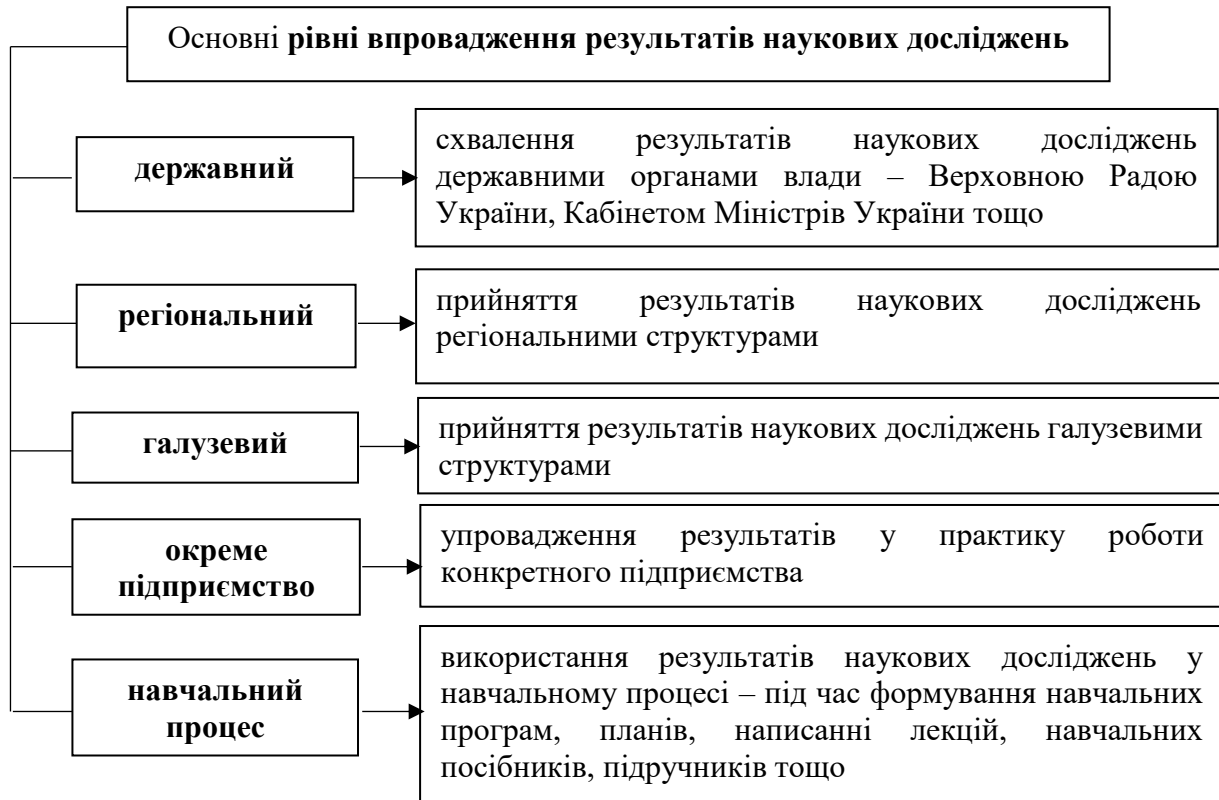 Основні рівні впровадження результатів наукових досліджень
державний
схвалення результатів наукових досліджень
державними органами влади – Верховною Радою
України, Кабінетом Міністрів України тощо
регіональний
прийняття результатів наукових досліджень
регіональними структурами
галузевий
прийняття результатів наукових досліджень галузевими
структурами
окреме
підприємство
упровадження результатів у практику роботи
конкретного підприємства
навчальний
процес
використання результатів наукових досліджень у
навчальному процесі – під час формування навчальних
програм, планів, написанні лекцій, навчальних
посібників, підручників тощо